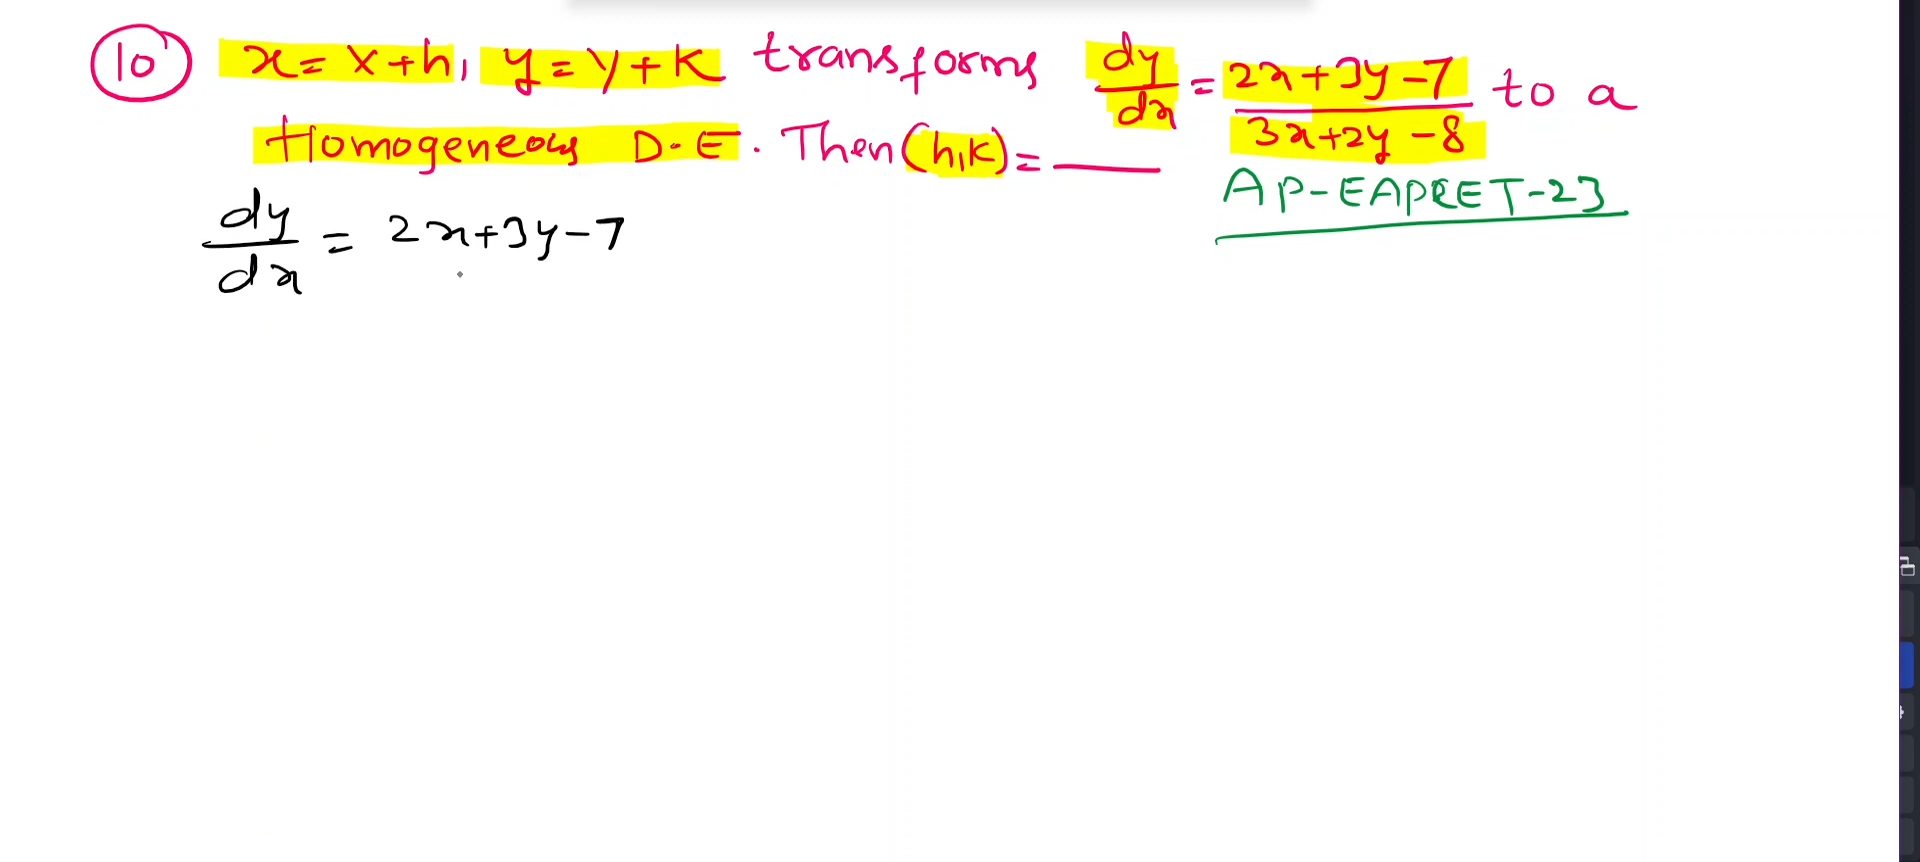 10 x = X+h, y = Y+K transforms dy/dx = 2x+3y-7/3x+2y-8 to a
Homogeneous D.E. Then (h,K) = ____
AP-EAPCET-23
dy/dx = 2x+3y-7